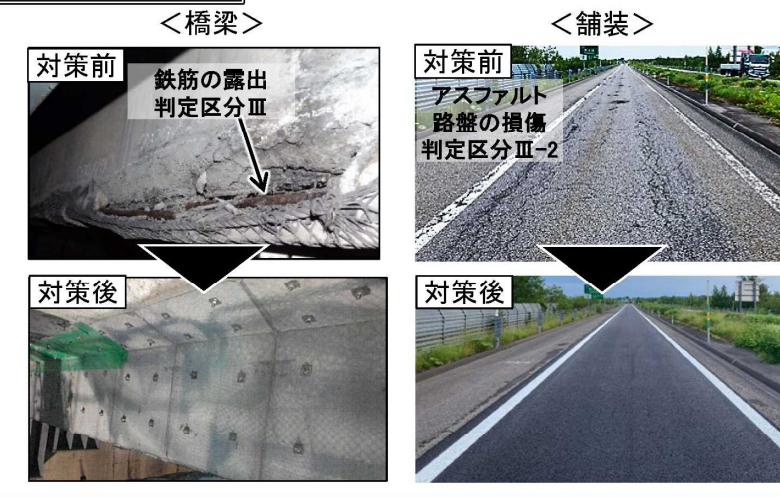 ＜橋梁＞
対策前
鉄筋の露出
判定区分Ⅲ
対策後
＜舗装＞
対策前
アスファルト
路盤の損傷
判定区分Ⅲ-2
対策後